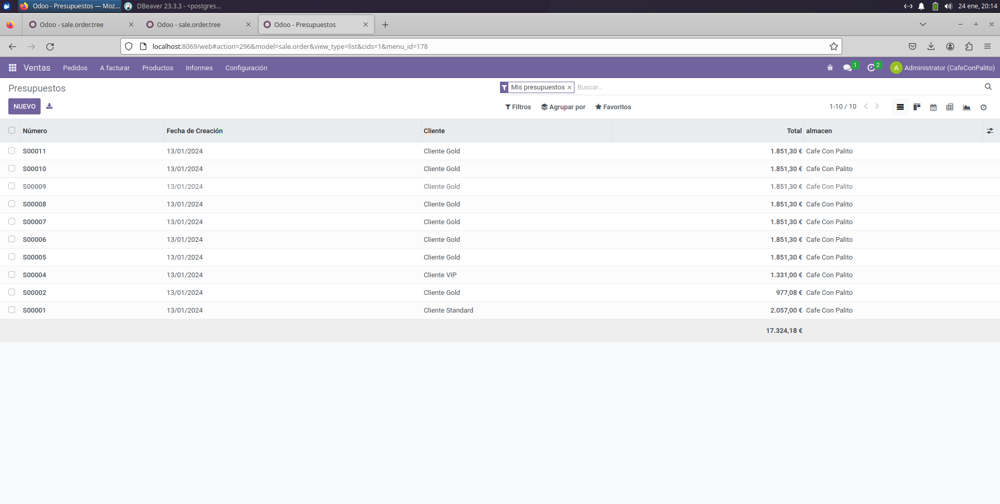 Odoo - Presupuestos — Moz...
DBeaver 23.3.3 - <postgres...
24 ene, 20:14
Odoo - sale.order.tree
Odoo - sale.order.tree
Odoo - Presupuestos
localhost:8069/web#action=296&model=sale.order&view_type=list&cids=1&menu_id=178
Ventas Pedidos A facturar Productos Informes Configuración
1 2 A Administrator (CafeConPalito)
Presupuestos
Mis presupuestos Buscar...
NUEVO
Filtros Agrupar por Favoritos
1-10 / 10
Número Fecha de Creación Cliente Total almacen
S00011 13/01/2024 Cliente Gold 1.851,30 € Cafe Con Palito
S00010 13/01/2024 Cliente Gold 1.851,30 € Cafe Con Palito
S00009 13/01/2024 Cliente Gold 1.851,30 € Cafe Con Palito
S00008 13/01/2024 Cliente Gold 1.851,30 € Cafe Con Palito
S00007 13/01/2024 Cliente Gold 1.851,30 € Cafe Con Palito
S00006 13/01/2024 Cliente Gold 1.851,30 € Cafe Con Palito
S00005 13/01/2024 Cliente Gold 1.851,30 € Cafe Con Palito
S00004 13/01/2024 Cliente VIP 1.331,00 € Cafe Con Palito
S00002 13/01/2024 Cliente Gold 977,08 € Cafe Con Palito
S00001 13/01/2024 Cliente Standard 2.057,00 € Cafe Con Palito
17.324,18 €